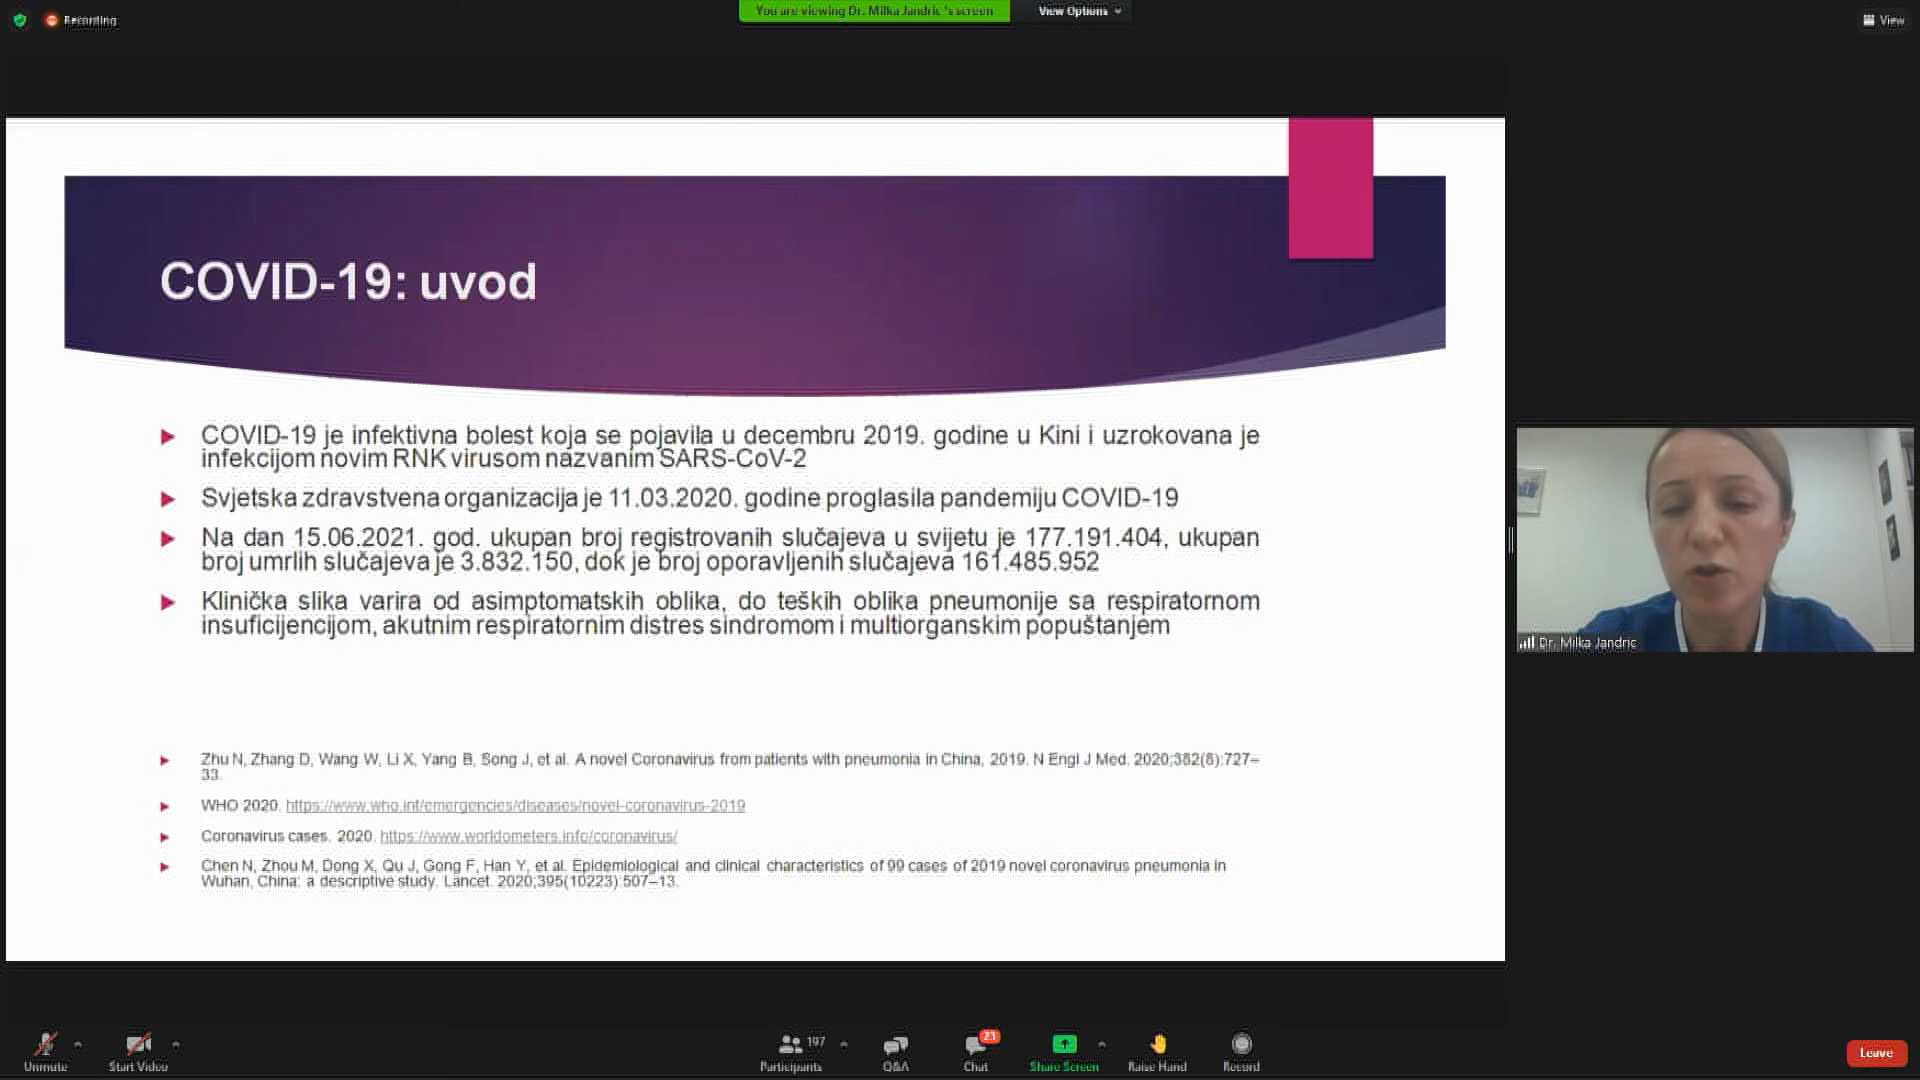 Recording
You are viewing Dr. Milka Jandric 's screen
View Options
View
COVID-19: uvod
COVID-19 je infektivna bolest koja se pojavila u decembru 2019. godine u Kini i uzrokovana je
infekcijom novim RNK virusom nazvanim SARS-CoV-2
Svjetska zdravstvena organizacija je 11.03.2020. godine proglasila pandemiju COVID-19
Na dan 15.06.2021. god. ukupan broj registrovanih slučajeva u svijetu je 177.191.404, ukupan
broj umrlih slučajeva je 3.832.150, dok je broj oporavljenih slučajeva 161.485.952
Klinička slika varira od asimptomatskih oblika, do teških oblika pneumonije sa respiratornom
insuficijencijom, akutnim respiratornim distres sindromom i multiorganskim popuštanjem
Zhu N, Zhang D, Wang W, Li X, Yang B, Song J, et al. A novel Coronavirus from patients with pneumonia in China, 2019. N Engl J Med. 2020;382(8):727–
33.
WHO 2020. https://www.who.int/emergencies/diseases/novel-coronavirus-2019
Coronavirus cases. 2020. https://www.worldometers.info/coronavirus/
Chen N, Zhou M, Dong X, Qu J, Gong F, Han Y, et al. Epidemiological and clinical characteristics of 99 cases of 2019 novel coronavirus pneumonia in
Wuhan, China: a descriptive study. Lancet. 2020;395(10223):507–13.
Dr. Milka Jandric
Unmute
Start Video
197
Participants
Q&A
23
Chat
Share Screen
Raise Hand
Record
Leave